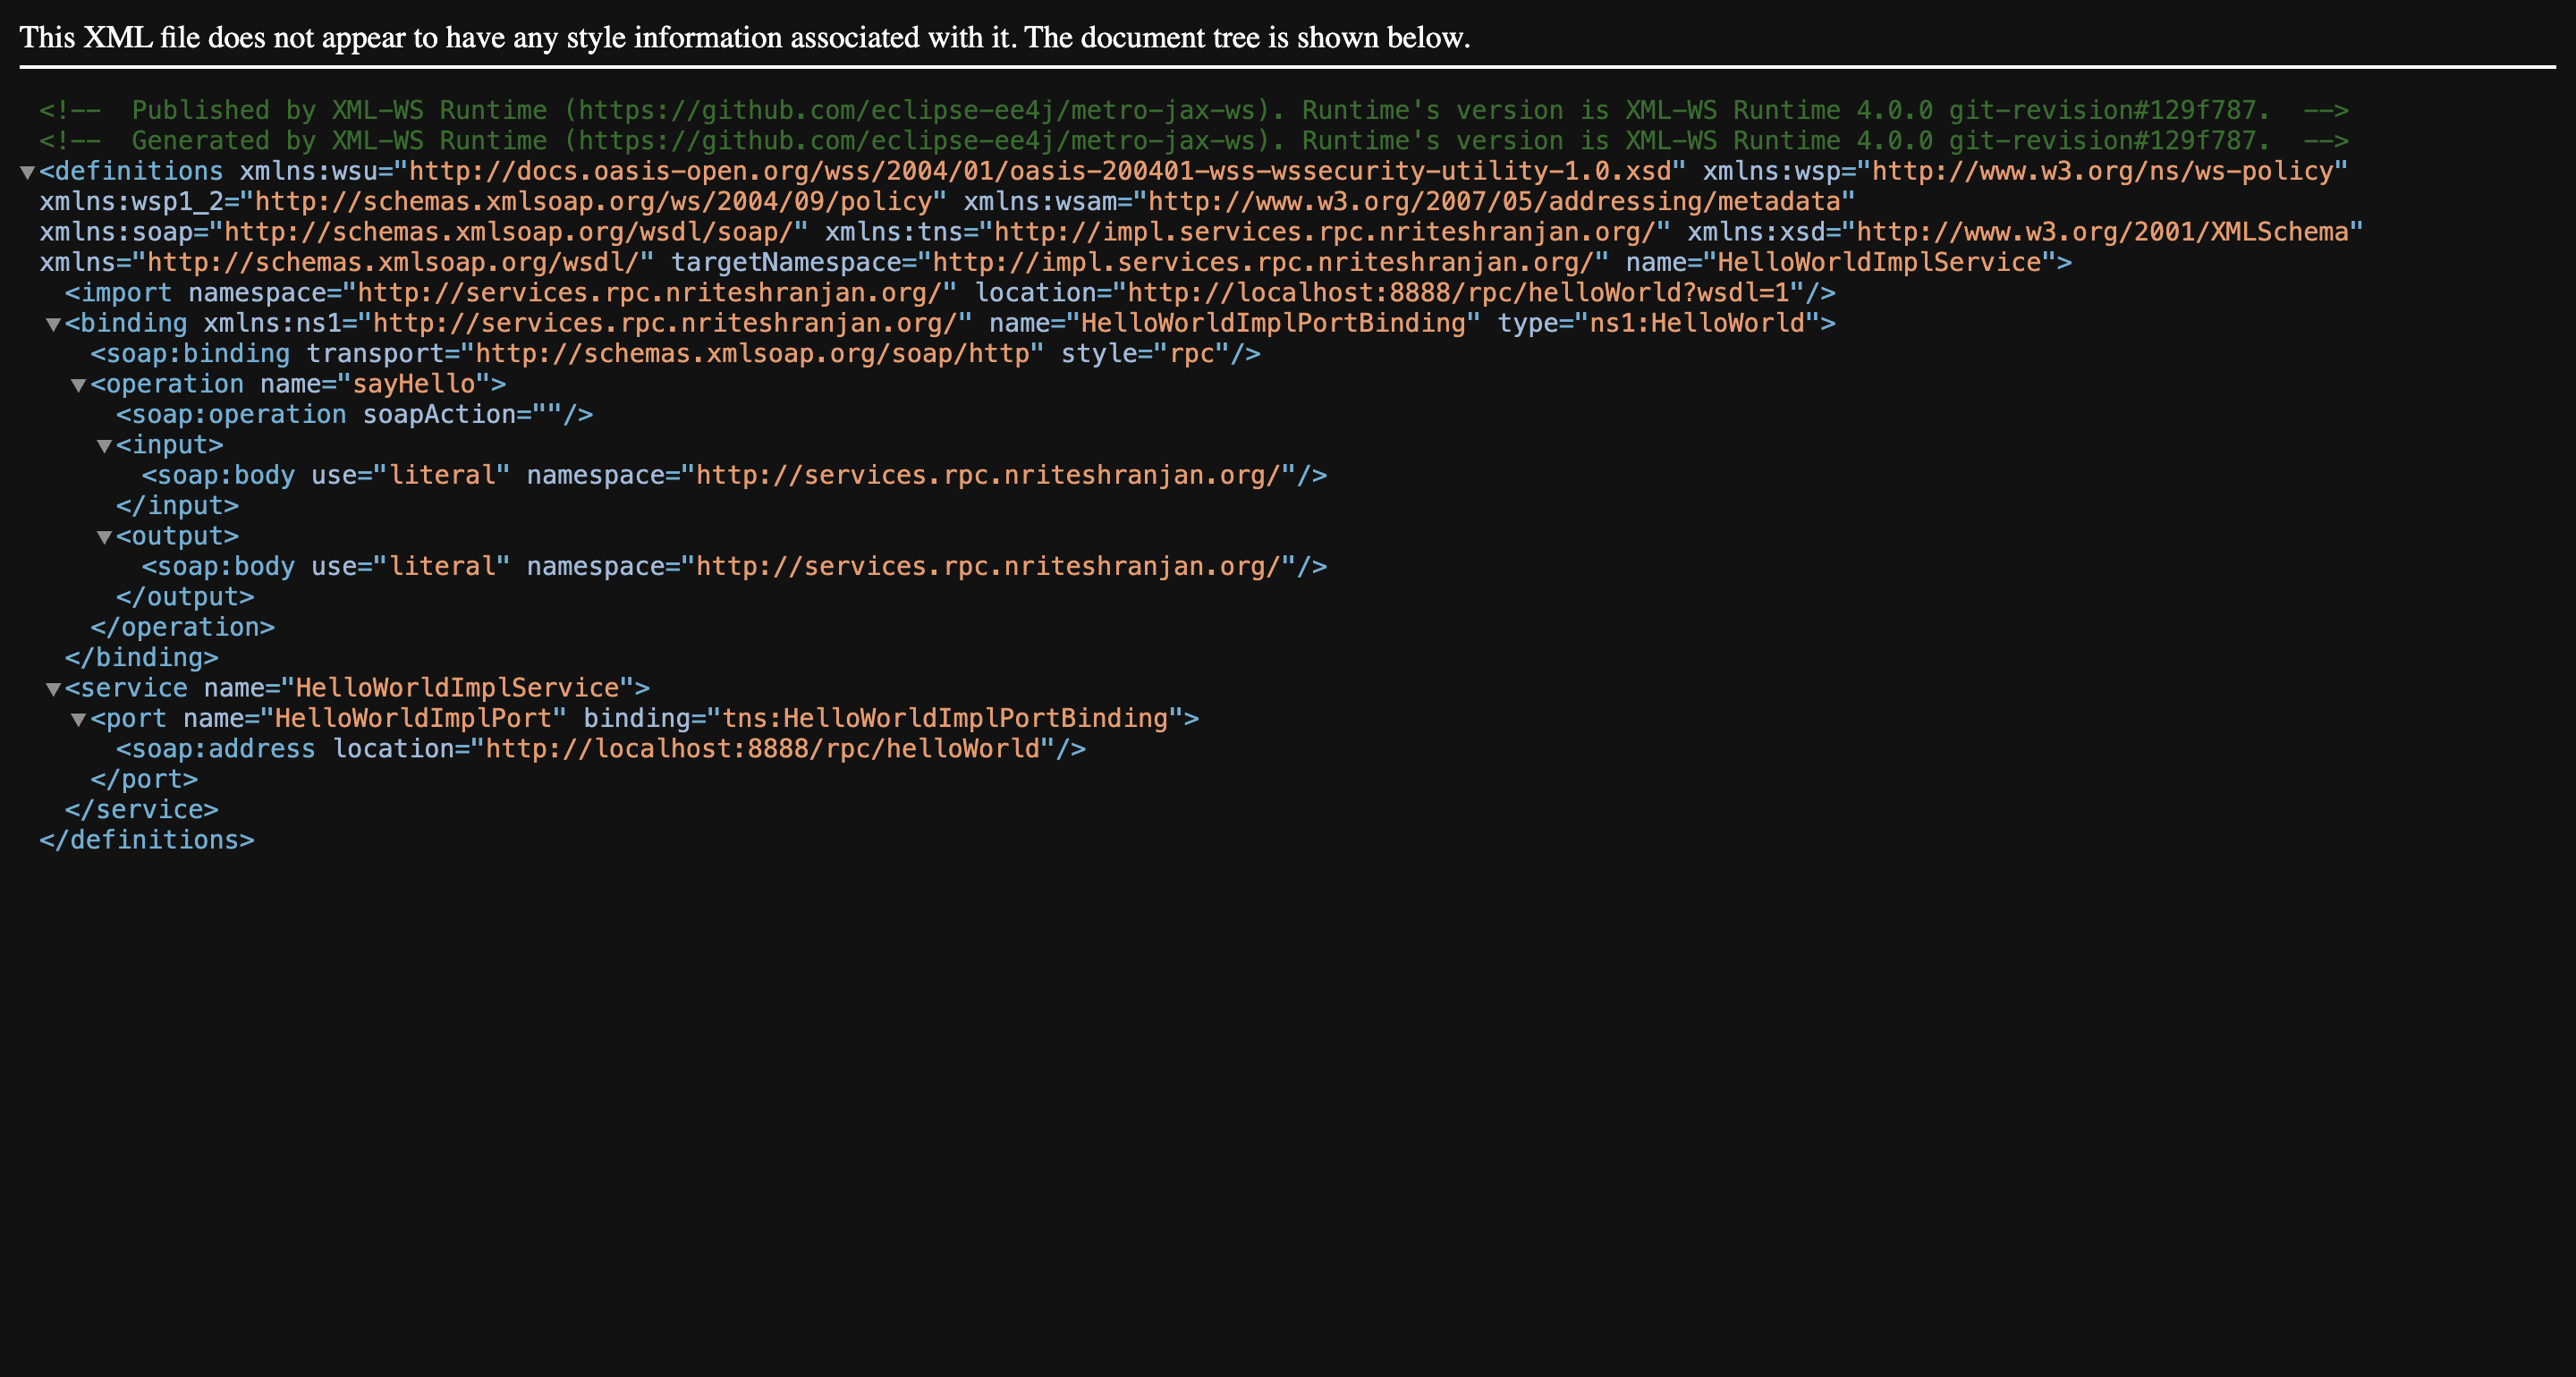 This XML file does not appear to have any style information associated with it. The document tree is shown below.
<!--  Published by XML-WS Runtime (https://github.com/eclipse-ee4j/metro-jax-ws). Runtime's version is XML-WS Runtime 4.0.0 git-revision#129f787.  -->
<!--  Generated by XML-WS Runtime (https://github.com/eclipse-ee4j/metro-jax-ws). Runtime's version is XML-WS Runtime 4.0.0 git-revision#129f787.  -->
▼<definitions xmlns:wsu="http://docs.oasis-open.org/wss/2004/01/oasis-200401-wss-wssecurity-utility-1.0.xsd" xmlns:wsp="http://www.w3.org/ns/ws-policy"
xmlns:wsp1_2="http://schemas.xmlsoap.org/ws/2004/09/policy" xmlns:wsam="http://www.w3.org/2007/05/addressing/metadata"
xmlns:soap="http://schemas.xmlsoap.org/wsdl/soap/" xmlns:tns="http://impl.services.rpc.nriteshranjan.org/" xmlns:xsd="http://www.w3.org/2001/XMLSchema"
xmlns="http://schemas.xmlsoap.org/wsdl/" targetNamespace="http://impl.services.rpc.nriteshranjan.org/" name="HelloWorldImplService">
<import namespace="http://services.rpc.nriteshranjan.org/" location="http://localhost:8888/rpc/helloWorld?wsdl=1"/>
▼<binding xmlns:ns1="http://services.rpc.nriteshranjan.org/" name="HelloWorldImplPortBinding" type="ns1:HelloWorld">
<soap:binding transport="http://schemas.xmlsoap.org/soap/http" style="rpc"/>
▼<operation name="sayHello">
<soap:operation soapAction=""/>
▼<input>
<soap:body use="literal" namespace="http://services.rpc.nriteshranjan.org/"/>
</input>
▼<output>
<soap:body use="literal" namespace="http://services.rpc.nriteshranjan.org/"/>
</output>
</operation>
</binding>
▼<service name="HelloWorldImplService">
▼<port name="HelloWorldImplPort" binding="tns:HelloWorldImplPortBinding">
<soap:address location="http://localhost:8888/rpc/helloWorld"/>
</port>
</service>
</definitions>